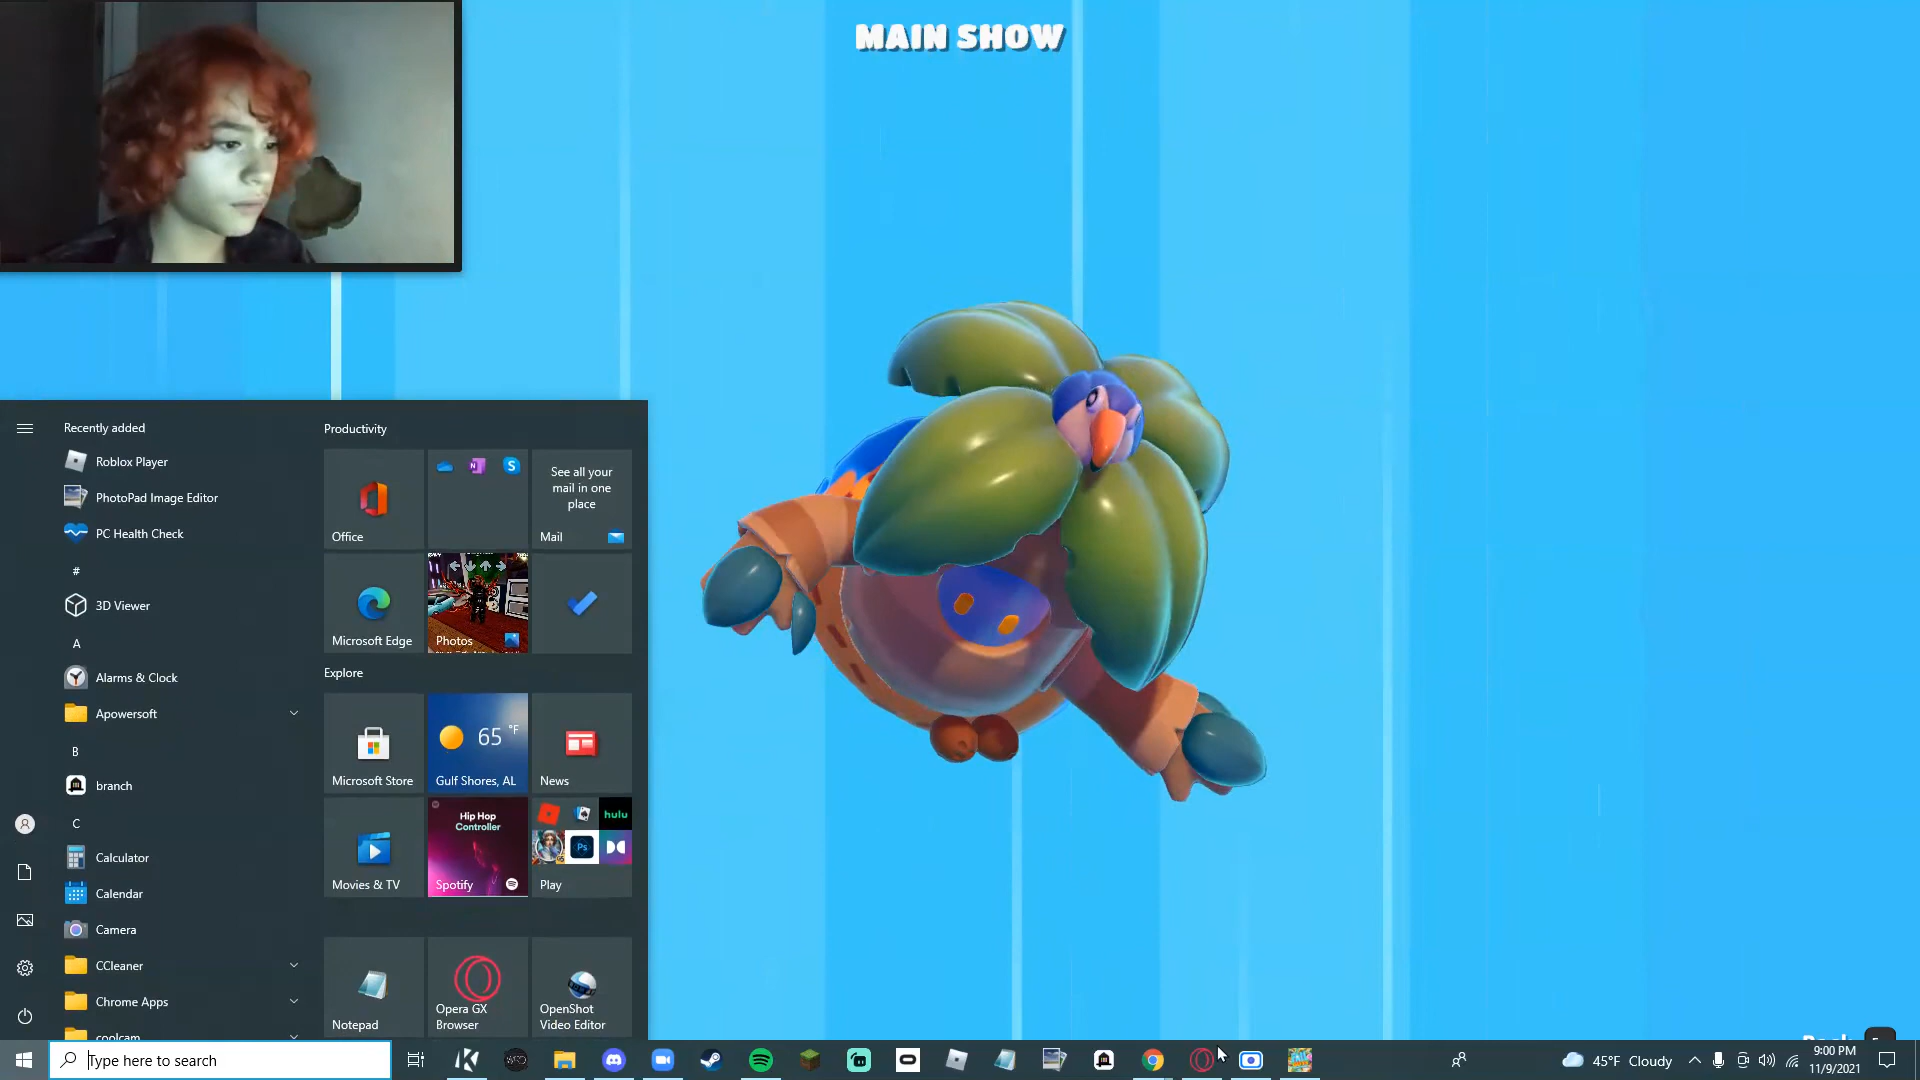 MAIN SHOW
Recently added
Roblox Player
PhotoPad Image Editor
PC Health Check
#
3D Viewer
A
Alarms & Clock
Apowersoft
B
branch
C
Calculator
Calendar
Camera
CCleaner
Chrome Apps
coolcam
Productivity
Office
See all your
mail in one
place
Mail
Microsoft Edge
Photos
Explore
Microsoft Store
65 °F
Gulf Shores, AL
News
Movies & TV
Hip Hop
Controller
Spotify
hulu
Ps
Play
Notepad
Opera GX
Browser
OpenShot
Video Editor
Type here to search
45°F Cloudy
9:00 PM
11/9/2021